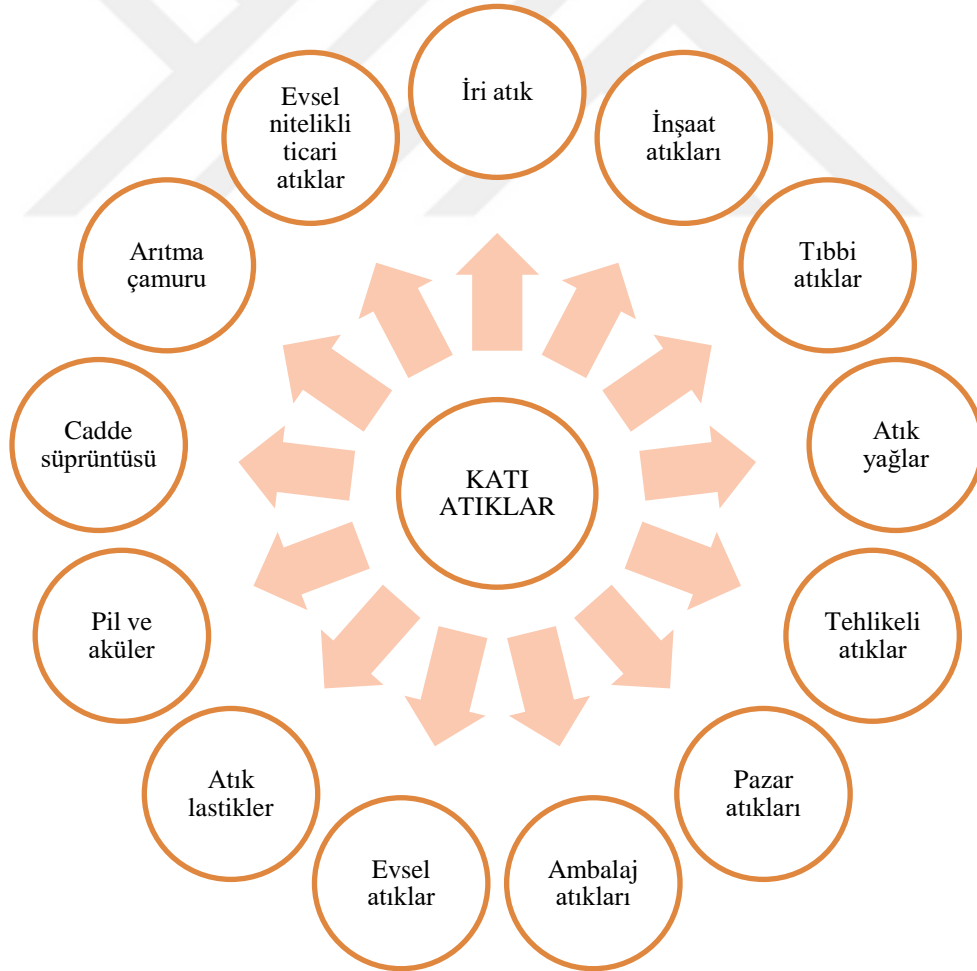 İri atık
İnşaat
atıkları
Tıbbi
atıklar
Atık
yağlar
Tehlikeli
atıklar
Pazar
atıkları
Ambalaj
atıkları
Evsel
atıklar
Atık
lastikler
Pil ve
aküler
Cadde
süprüntüsü
Arıtma
çamuru
Evsel
nitelikli
ticari
atıklar
KATI
ATIKLAR